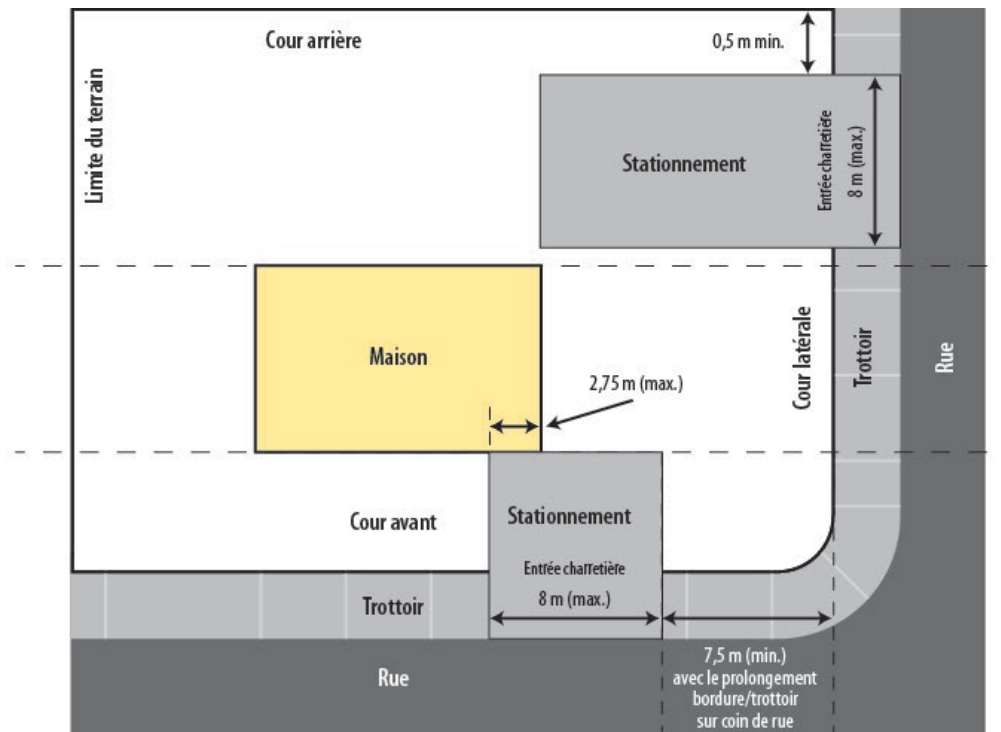 Cour arrière
0,5 m min.
Limite du terrain
Stationnement
Entrée charretière
8 m (max.)
Maison
2,75 m (max.)
Cour latérale
Trottoir
Rue
Cour avant
Stationnement
Entrée charretière
8 m (max.)
Trottoir
Rue
7,5 m (min.)
avec le prolongement
bordure/trottoir
sur coin de rue